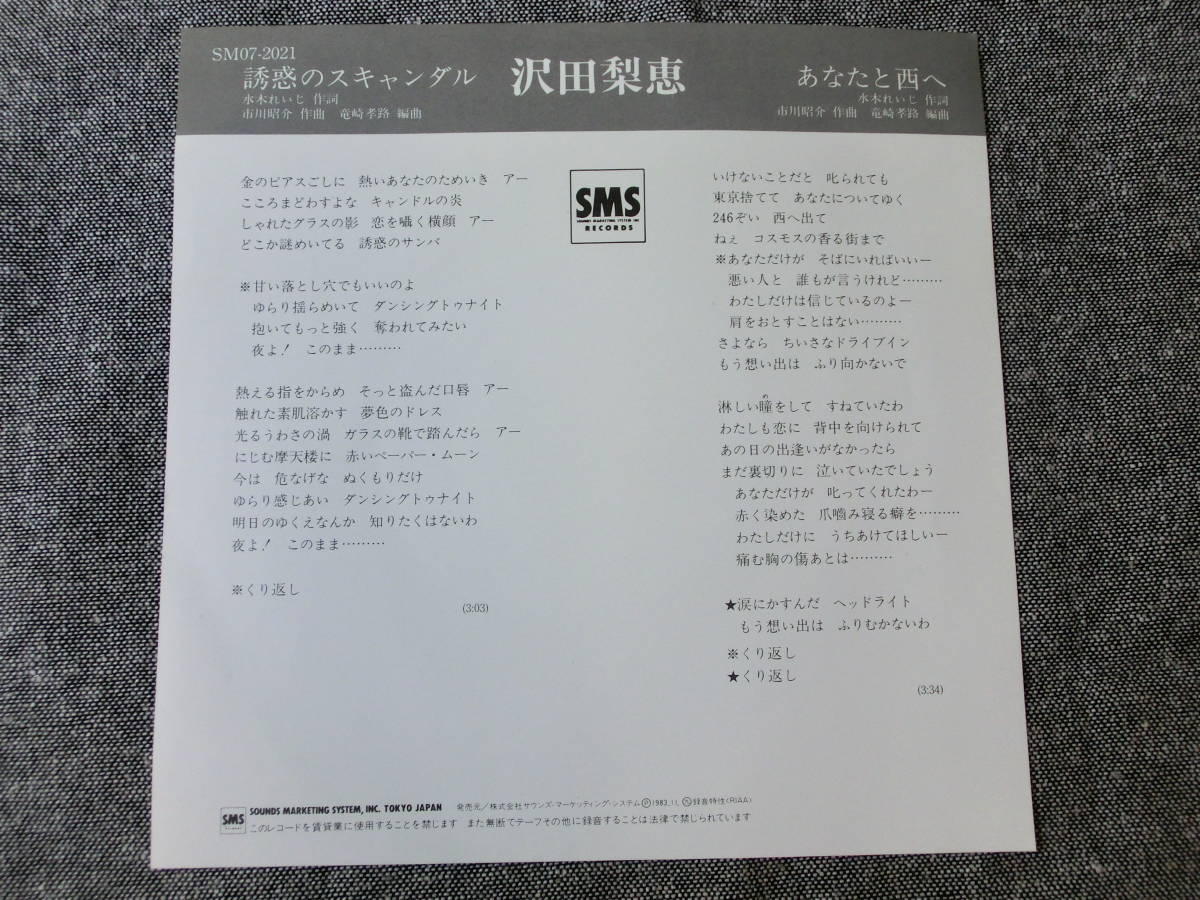 SM07-2021
誘惑のスキャンダル
水木れいじ 作詞
市川昭介 作曲 竜崎孝路 編曲
沢田梨恵
あなたと西へ
水木れいじ 作詞
市川昭介 作曲 竜崎孝路 編曲
金のピアスごしに 熱いあなたのためいき アー
こころまどわすよな キャンドルの炎
しゃれたグラスの影 恋を囁く横顔 アー
どこか謎めいてる 誘惑のサンバ
※甘い落とし穴でもいいのよ
ゆらり揺らめいて ダンシングトゥナイト
抱いてもっと強く 奪われてみたい
夜よ! このまま………
熱える指をからめ そっと盗んだ口唇 アー
触れた素肌溶かす 夢色のドレス
光るうわさの渦 ガラスの靴で踏んだら アー
にじむ摩天楼に 赤いペーパー・ムーン
今は 危なげな ぬくもりだけ
ゆらり感じあい ダンシングトゥナイト
明日のゆくえなんか 知りたくはないわ
夜よ! このまま………
※くり返し
(3:03)
SMS
SOUNDS MARKETING SYSTEM INC
RECORDS
いけないことだと 叱られても
東京捨てて あなたについてゆく
246ぞい 西へ出て
ねぇ コスモスの香る街まで
※あなただけが そばにいればいいー
悪い人と 誰もが言うけれど………
わたしだけは信じているのよー
肩をおとすことはない………
さよなら ちいさなドライブイン
もう想い出は ふり向かないで
め
淋しい瞳をして すねていたわ
わたしも恋に 背中を向けられて
あの日の出逢いがなかったら
まだ裏切りに 泣いていたでしょう
あなただけが 叱ってくれたわー
赤く染めた 爪嚙み寝る癖を………
わたしだけに うちあけてほしいー
痛む胸の傷あとは………
★涙にかすんだ ヘッドライト
もう想い出は ふりむかないわ
※くり返し
★くり返し
(3:34)
SMS
SOUNDS MARKETING SYSTEM, INC. TOKYO JAPAN 発売元／株式会社サウンズ・マーケッティング・システム Ⓟ1983.11. 録音特性(RIAA)
このレコードを賃貸業に使用することを禁じます また無断でテープその他に録音することは法律で禁じられています